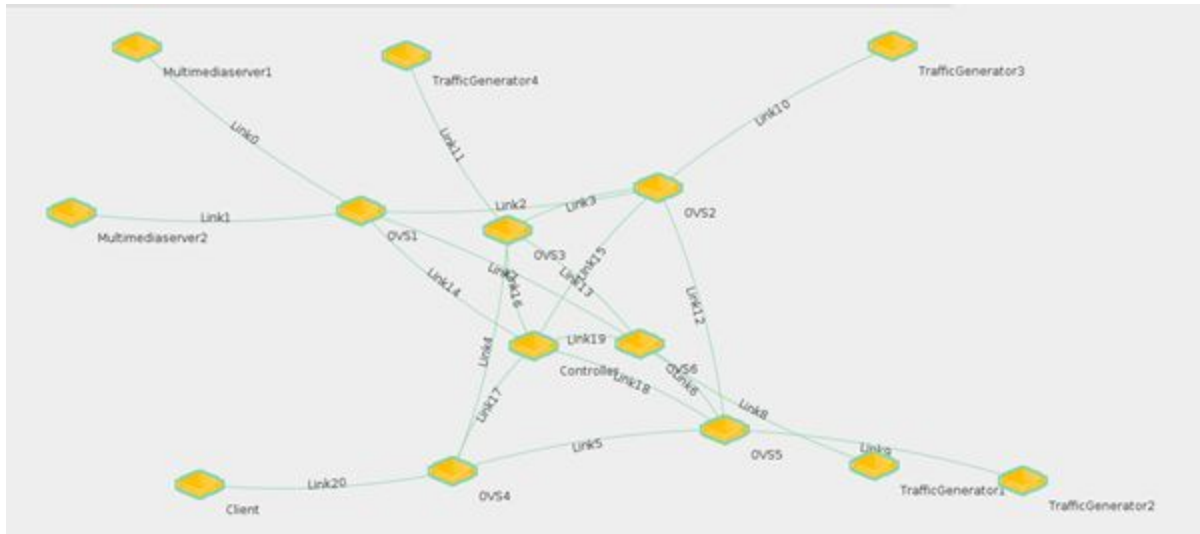 Multimediaserver1
TrafficGenerator4
TrafficGenerator3
Link10
Link0
Link11
Link2
Link3
OVS2
Link1
Multimediaserver2
OVS1
OVS3
Link15
Link13
Link16
Link14
Link12
Link19
Link4
Controller
OVS6
Link18
Link6
Link17
Link8
Link5
Link9
OVS5
Link20
OVS4
TrafficGenerator1
Client
TrafficGenerator2